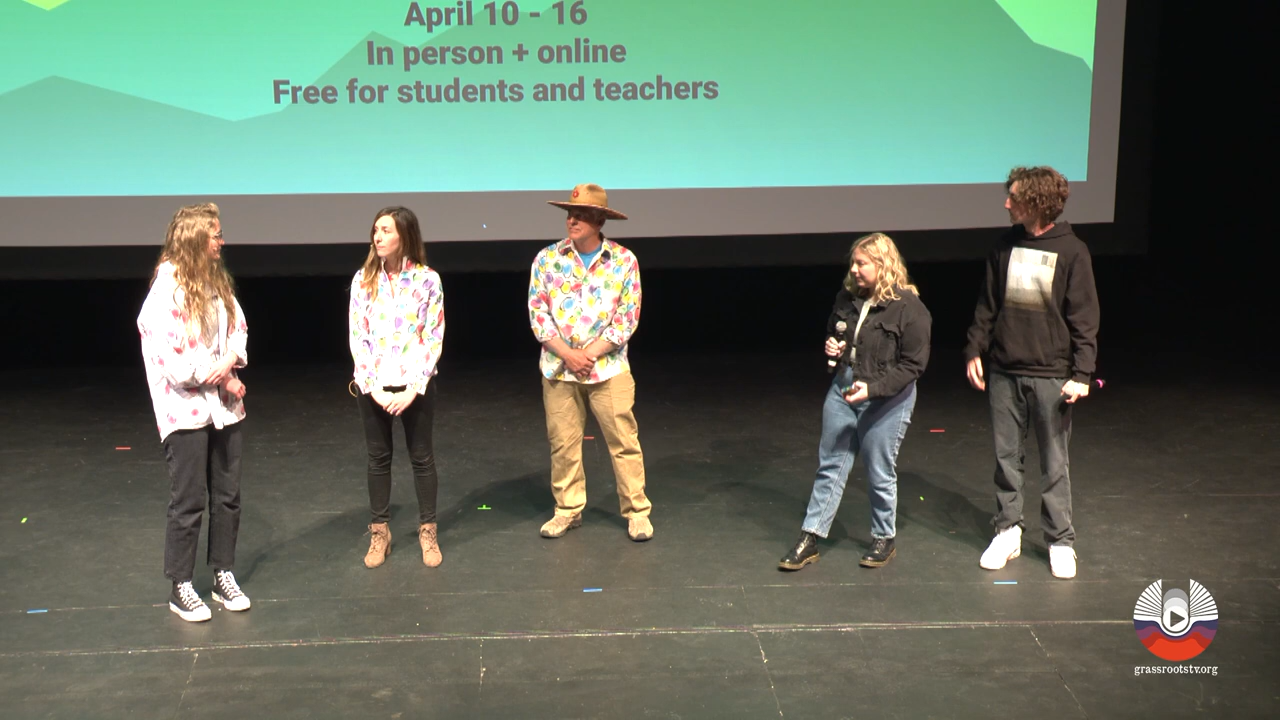 April 10 - 16
In person + online
Free for students and teachers
grassrootstv.org